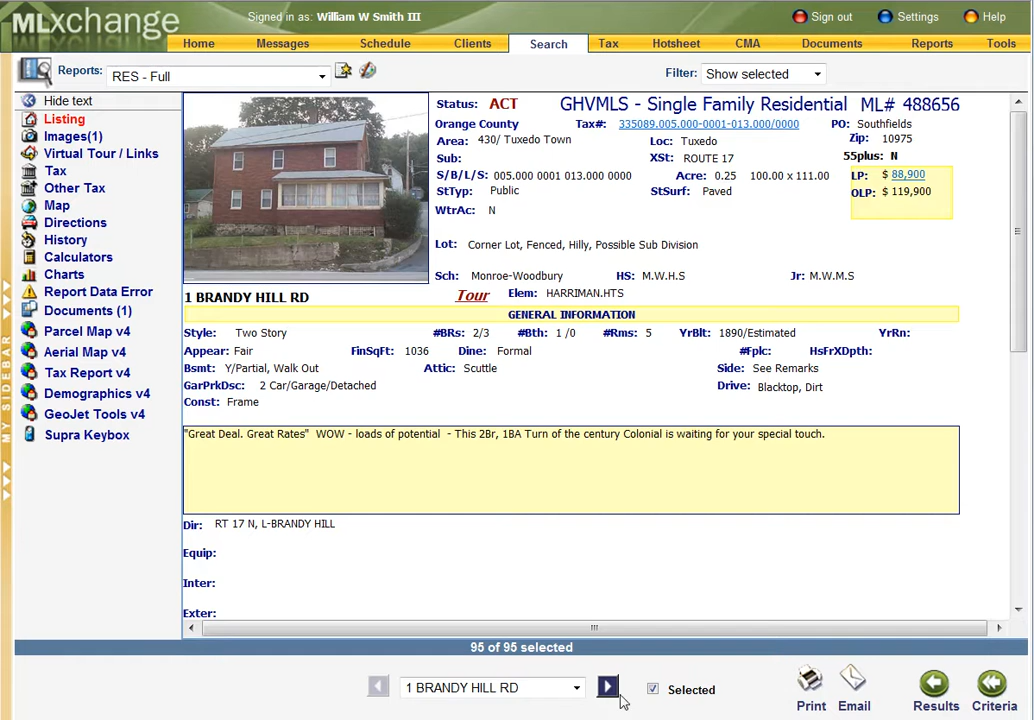 MLxchange
Signed in as: William W Smith III
Sign out
Settings
Help
Home
Messages
Schedule
Clients
Search
Tax
Hotsheet
CMA
Documents
Reports
Tools
Reports: RES - Full
Filter: Show selected
Hide text
Listing
Images(1)
Virtual Tour / Links
Tax
Other Tax
Map
Directions
History
Calculators
Charts
Report Data Error
Documents (1)
Parcel Map v4
Aerial Map v4
Tax Report v4
Demographics v4
GeoJet Tools v4
Supra Keybox
MY SIDEBAR
Status: ACT GHVMLS - Single Family Residential ML# 488656
Orange County Tax#: 335089.005.000-0001-013.000/0000 PO: Southfields
Area: 430/ Tuxedo Town Loc: Tuxedo Zip: 10975
Sub: XSt: ROUTE 17 55plus: N
S/B/L/S: 005.000 0001 013.000 0000 Acre: 0.25 100.00 x 111.00 LP: $ 88,900
StTyp: Public StSurf: Paved OLP: $ 119,900
WtrAc: N
Lot: Corner Lot, Fenced, Hilly, Possible Sub Division
Sch: Monroe-Woodbury HS: M.W.H.S Jr: M.W.M.S
1 BRANDY HILL RD Tour Elem: HARRIMAN.HTS
GENERAL INFORMATION
Style: Two Story #BRs: 2/3 #Bth: 1 /0 #Rms: 5 YrBlt: 1890/Estimated YrRn:
Appear: Fair FinSqFt: 1036 Dine: Formal #Fplc: HsFrXDpth:
Bsmt: Y/Partial, Walk Out Attic: Scuttle Side: See Remarks
GarPrkDsc: 2 Car/Garage/Detached Drive: Blacktop, Dirt
Const: Frame
"Great Deal. Great Rates" WOW - loads of potential - This 2Br, 1BA Turn of the century Colonial is waiting for your special touch.
Dir: RT 17 N, L-BRANDY HILL
Equip:
Inter:
Exter:
95 of 95 selected
1 BRANDY HILL RD
Selected
Print
Email
Results
Criteria